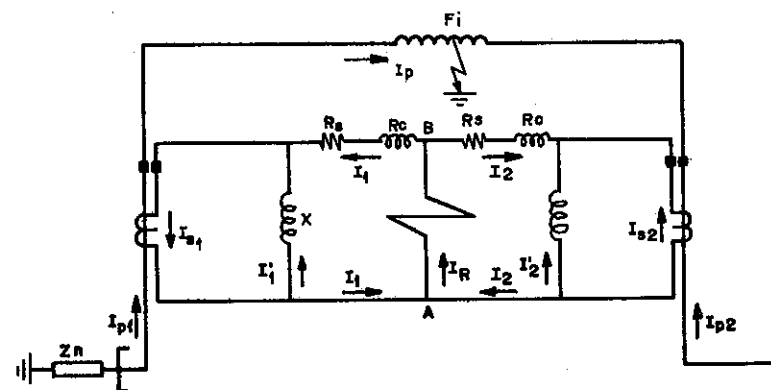 Fi
Ip
Rs Rc B Rs Rc
I1 I2
Is1 X Is2
I'1 I1 IR I2 I'2
A
Ip1 Ip2
Zn